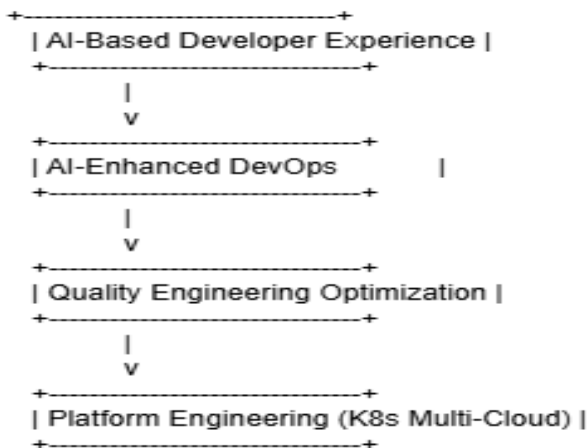 +-------------------------------+
| AI-Based Developer Experience |
+-------------------------------+
|
v
+-------------------------------+
| AI-Enhanced DevOps |
+-------------------------------+
|
v
+-------------------------------+
| Quality Engineering Optimization |
+-------------------------------+
|
v
+-------------------------------+
| Platform Engineering (K8s Multi-Cloud) |
+-------------------------------+